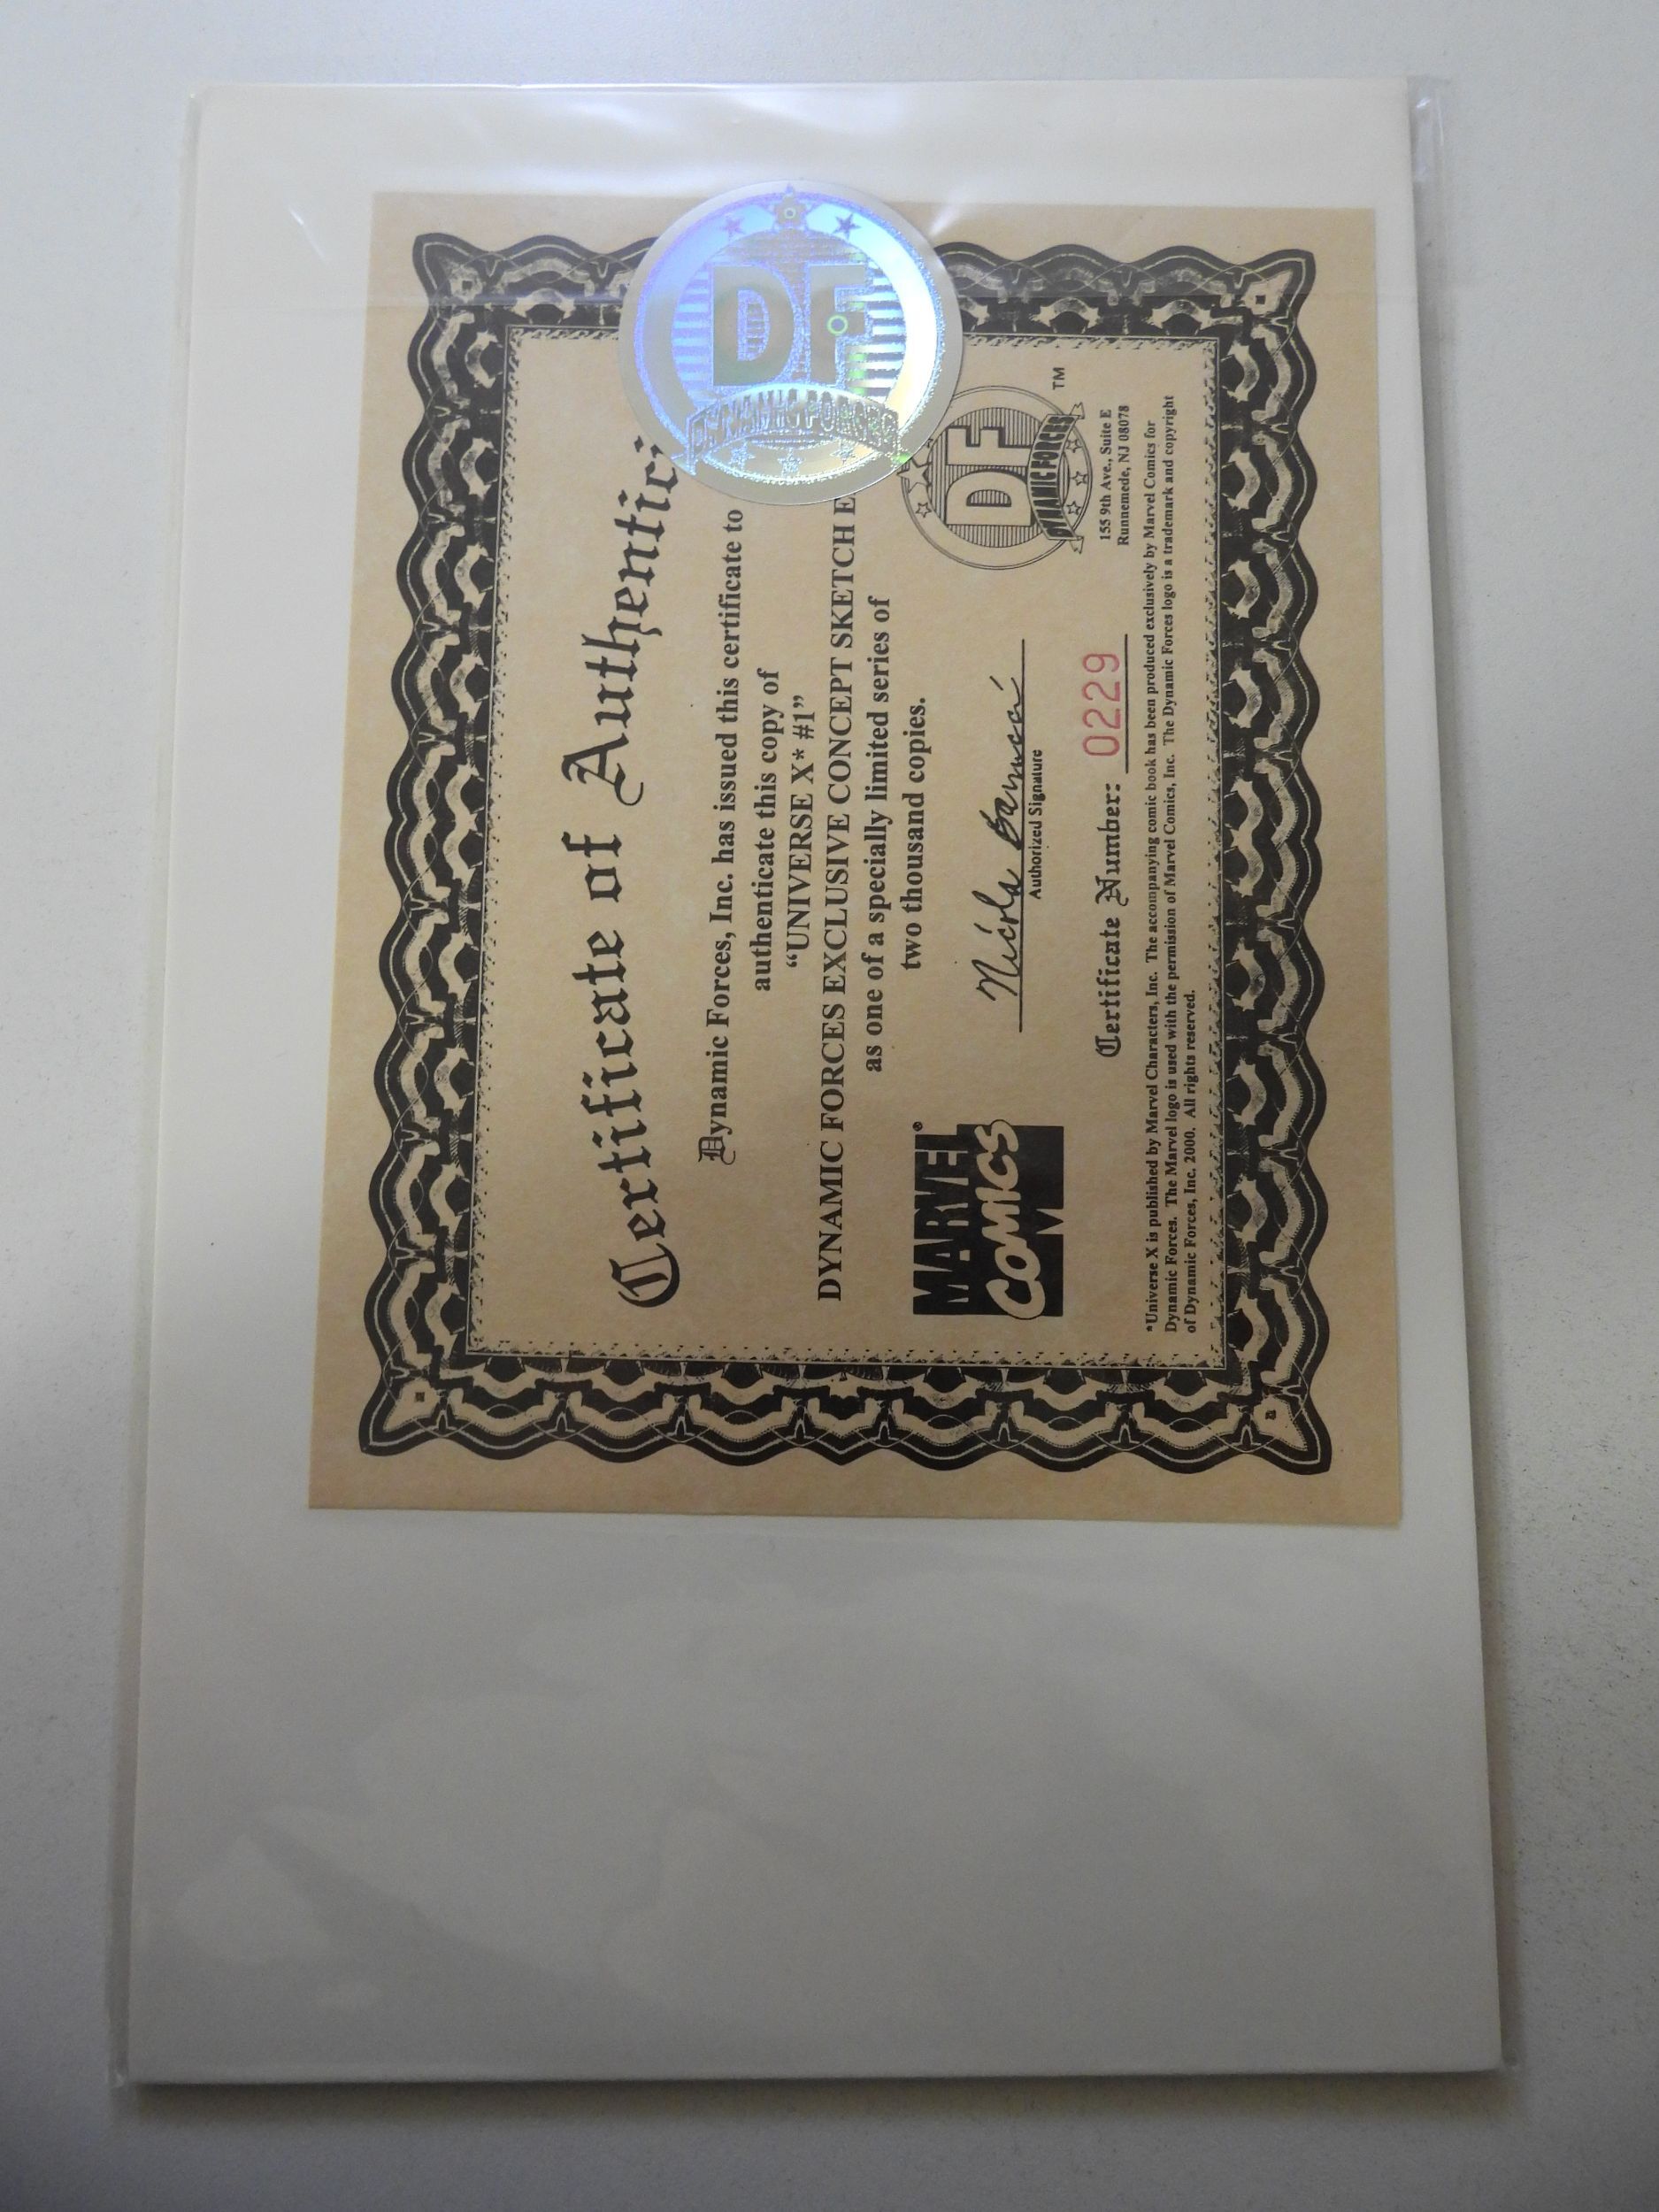 DF
DYNAMIC FORCES
Certificate of Authentici
Dynamic Forces, Inc. has issued this certificate to
authenticate this copy of
“UNIVERSE X* #1”
DYNAMIC FORCES EXCLUSIVE CONCEPT SKETCH E
as one of a specially limited series of
two thousand copies.
MARVEL®
COMICS
Authorized Signature
Certificate Number: 0229
DF
DYNAMIC FORCES
TM
155 9th Ave., Suite E
Runnemede, NJ 08078
*Universe X is published by Marvel Characters, Inc. The accompanying comic book has been produced exclusively by Marvel Comics for
Dynamic Forces. The Marvel logo is used with the permission of Marvel Comics, Inc. The Dynamic Forces logo is a trademark and copyright
of Dynamic Forces, Inc. 2000. All rights reserved.